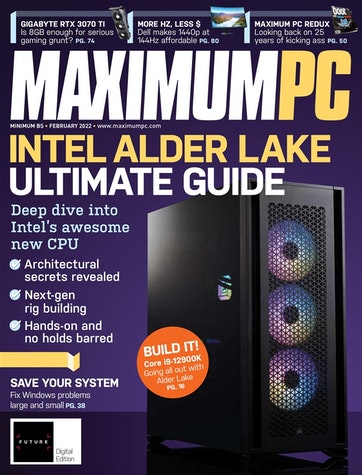 GIGABYTE RTX 3070 TI
Is 8GB enough for serious
gaming grunt? PG. 74
MORE HZ, LESS $
Dell makes 1440p at
144Hz affordable PG. 80
MAXIMUM PC REDUX
Looking back on 25
years of kicking ass PG. 50
MAXIMUMPC
MINIMUM BS • FEBRUARY 2022 • www.maximumpc.com
INTEL ALDER LAKE
ULTIMATE GUIDE
Deep dive into
Intel's awesome
new CPU
Architectural
secrets revealed
Next-gen
rig building
Hands-on and
no holds barred
BUILD IT!
Core i9-12900K
Going all out with
Alder Lake
PG. 16
SAVE YOUR SYSTEM
Fix Windows problems
large and small PG. 38
FUTURE
Digital
Edition